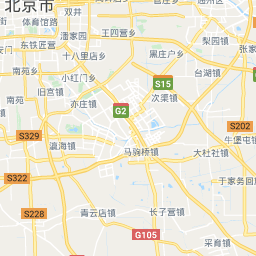 北京市
双井
王四营乡
体育馆路
潘家园
梨园镇
东铁匠营
黑庄户乡
十八里店乡
台湖镇
南苑乡
小红门乡
S15
南苑
旧宫镇
亦庄镇
次渠镇
G2
S202
S329
瀛海镇
牛堡屯镇
马驹桥镇
大杜社镇
S322
于家务回族
S228
青云店镇
长子营镇
G105
采育镇